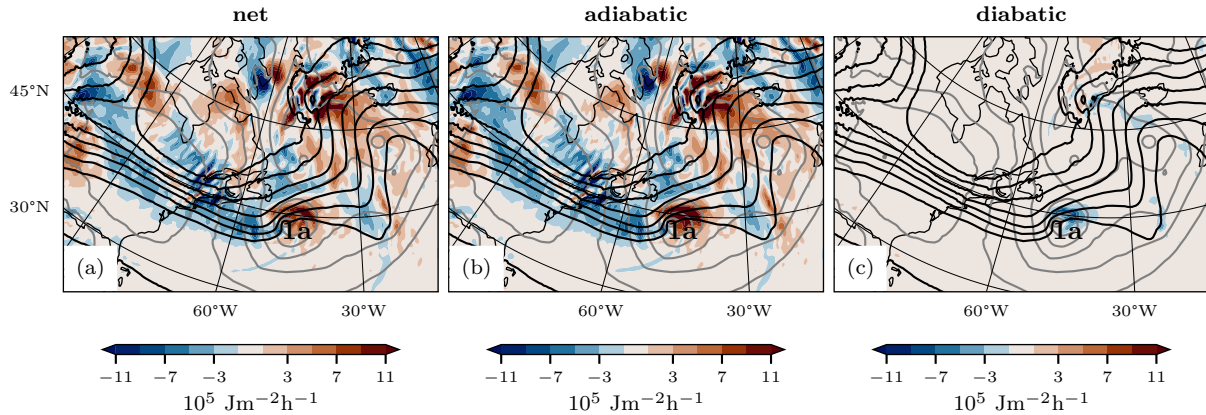 net adiabatic diabatic
45°N
30°N
1a 1a 1a
(a) (b) (c)
60°W 30°W 60°W 30°W 60°W 30°W
−11 −7 −3 3 7 11 −11 −7 −3 3 7 11 −11 −7 −3 3 7 11
10⁵ Jm⁻²h⁻¹ 10⁵ Jm⁻²h⁻¹ 10⁵ Jm⁻²h⁻¹